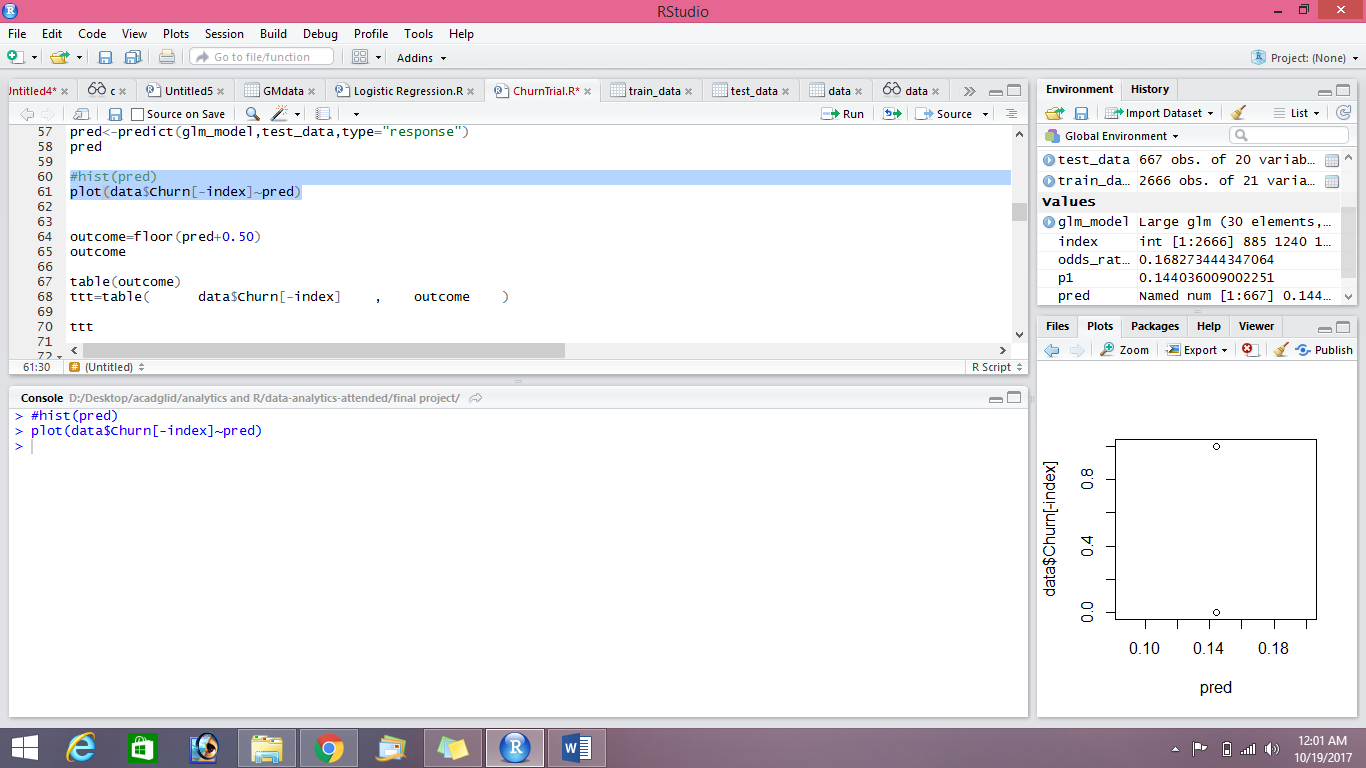 RStudio
File Edit Code View Plots Session Build Debug Profile Tools Help
Go to file/function Addins Project: (None)
Untitled4* c Untitled5 GMdata Logistic Regression.R ChurnTrial.R* train_data test_data data data
Source on Save Run Source
57 pred<-predict(glm_model,test_data,type="response")
58 pred
59
60 #hist(pred)
61 plot(data$Churn[-index]~pred)
62
63
64 outcome=floor(pred+0.50)
65 outcome
66
67 table(outcome)
68 ttt=table( data$Churn[-index] , outcome )
69
70 ttt
71
72
61:30 # (Untitled) R Script
Console D:/Desktop/acadglid/analytics and R/data-analytics-attended/final project/
> #hist(pred)
> plot(data$Churn[-index]~pred)
>
Environment History
Import Dataset List
Global Environment
test_data 667 obs. of 20 variab...
train_da... 2666 obs. of 21 varia...
Values
glm_model Large glm (30 elements,...
index int [1:2666] 885 1240 1...
odds_rat... 0.168273444347064
p1 0.144036009002251
pred Named num [1:667] 0.144...
Files Plots Packages Help Viewer
Zoom Export Publish
data$Churn[-index]
0.8
0.4
0.0
0.10 0.14 0.18
pred
12:01 AM
10/19/2017